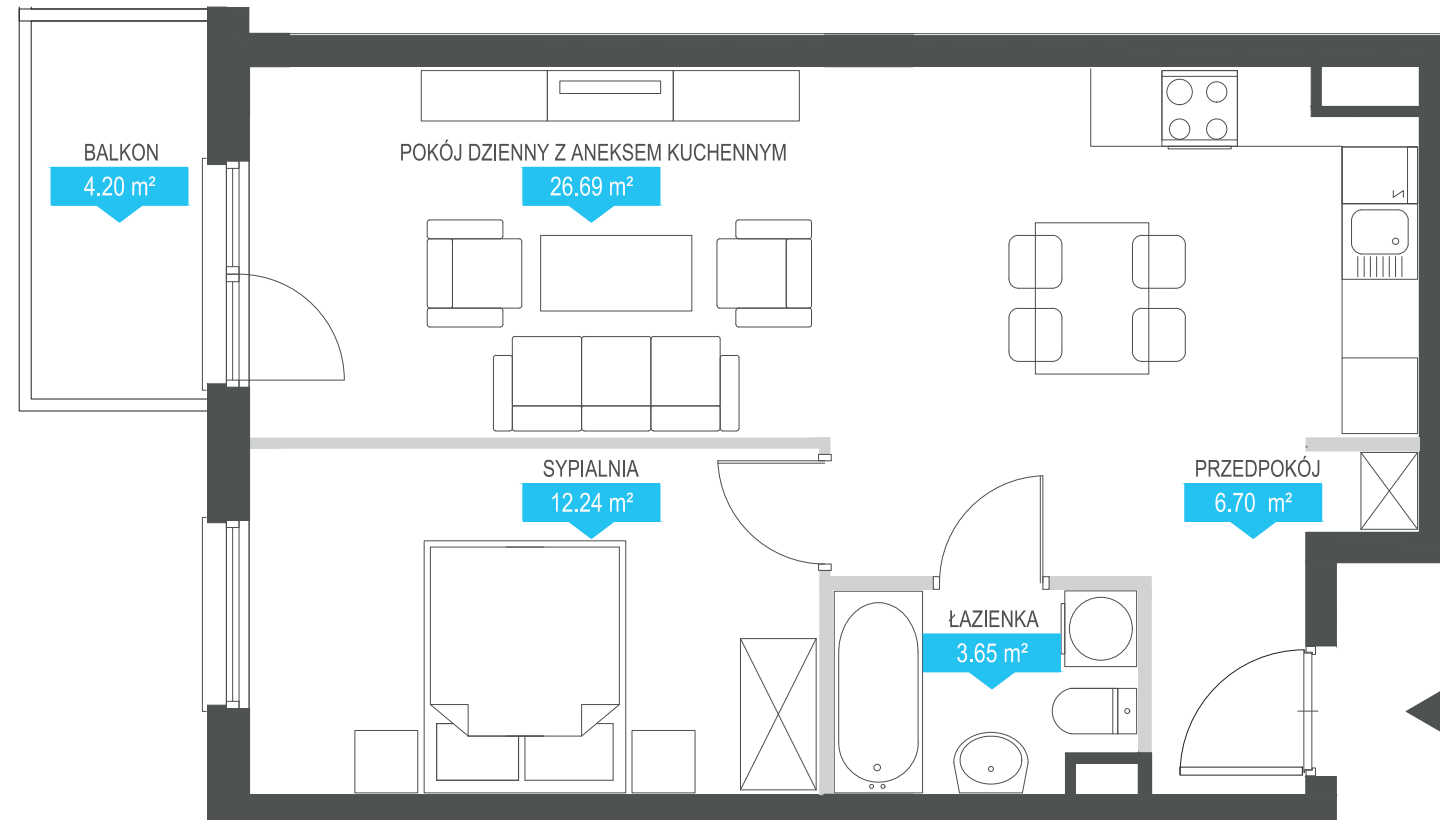 BALKON
4.20 m²
POKÓJ DZIENNY Z ANEKSEM KUCHENNYM
26.69 m²
SYPIALNIA
12.24 m²
PRZEDPOKÓJ
6.70 m²
ŁAZIENKA
3.65 m²